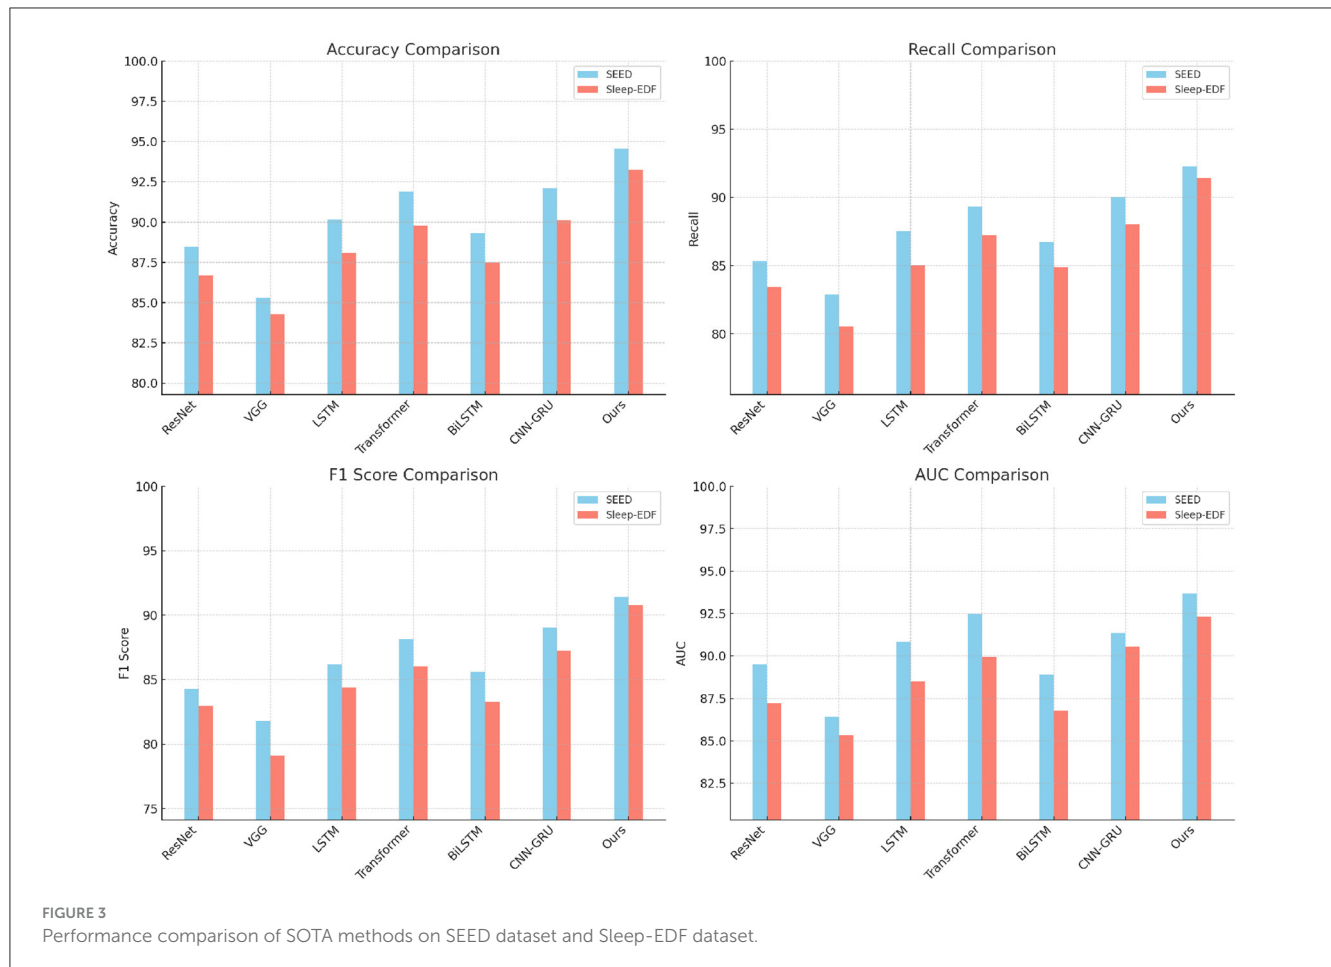 Accuracy Comparison
100.0
97.5
95.0
92.5
90.0
87.5
85.0
82.5
80.0
Accuracy
SEED
Sleep-EDF
ResNet
VGG
LSTM
Transformer
BiLSTM
CNN-GRU
Ours
Recall Comparison
100
95
90
85
80
Recall
SEED
Sleep-EDF
ResNet
VGG
LSTM
Transformer
BiLSTM
CNN-GRU
Ours
F1 Score Comparison
100
95
90
85
80
75
F1 Score
SEED
Sleep-EDF
ResNet
VGG
LSTM
Transformer
BiLSTM
CNN-GRU
Ours
AUC Comparison
100.0
97.5
95.0
92.5
90.0
87.5
85.0
82.5
AUC
SEED
Sleep-EDF
ResNet
VGG
LSTM
Transformer
BiLSTM
CNN-GRU
Ours
FIGURE 3
Performance comparison of SOTA methods on SEED dataset and Sleep-EDF dataset.